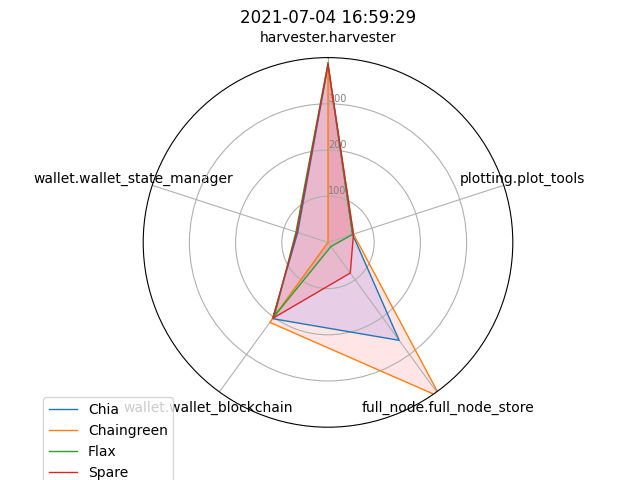 2021-07-04 16:59:29
harvester.harvester
300
200
100
wallet.wallet_state_manager
plotting.plot_tools
wallet.wallet_blockchain
full_node.full_node_store
Chia
Chaingreen
Flax
Spare